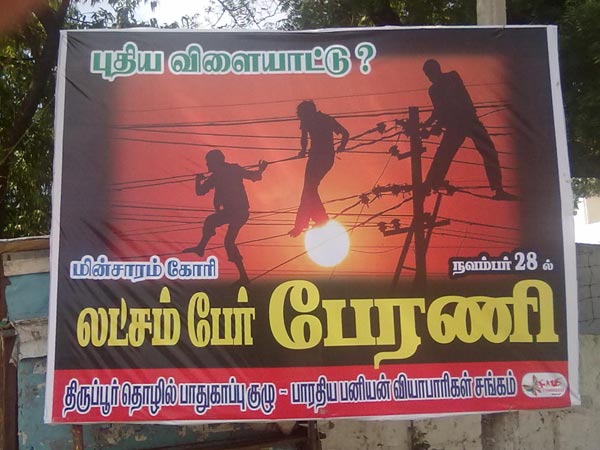 புதிய விளையாட்டு ?
மின்சாரம் கோரி
நவம்பர் 28 ல்
லட்சம் பேர் பேரணி
திருப்பூர் தொழில் பாதுகாப்பு குழு – பாரதிய பனியன் வியாபாரிகள் சங்கம்